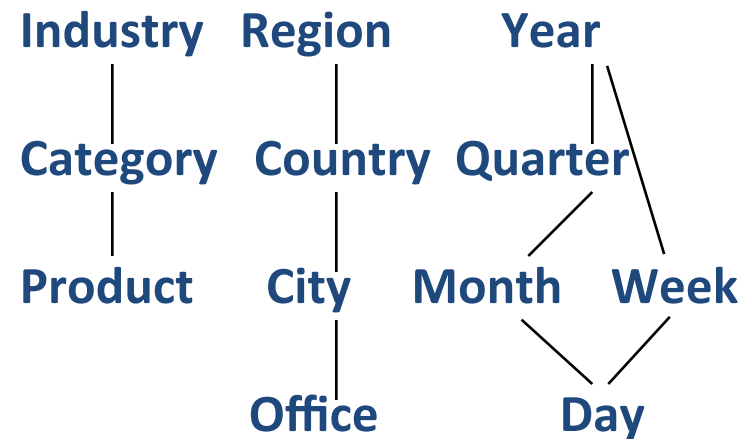 Industry Region Year
Category Country Quarter
Product City Month Week
Office Day